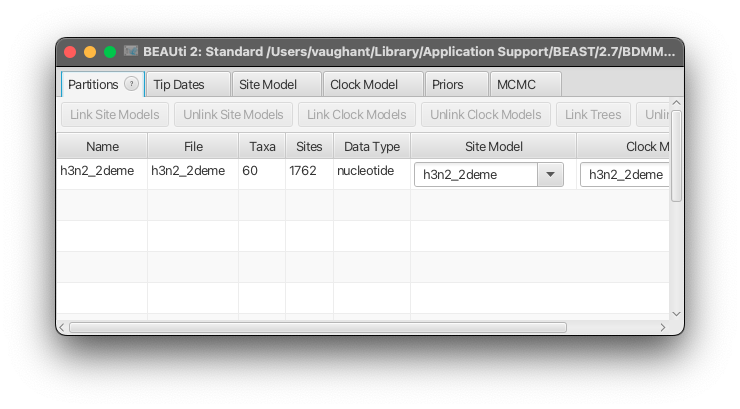 BEAUti 2: Standard /Users/vaughant/Library/Application Support/BEAST/2.7/BDMM...
Partitions ? Tip Dates Site Model Clock Model Priors MCMC
Link Site Models Unlink Site Models Link Clock Models Unlink Clock Models Link Trees Unlin
Name File Taxa Sites Data Type Site Model Clock M
h3n2_2deme h3n2_2deme 60 1762 nucleotide h3n2_2deme h3n2_2deme